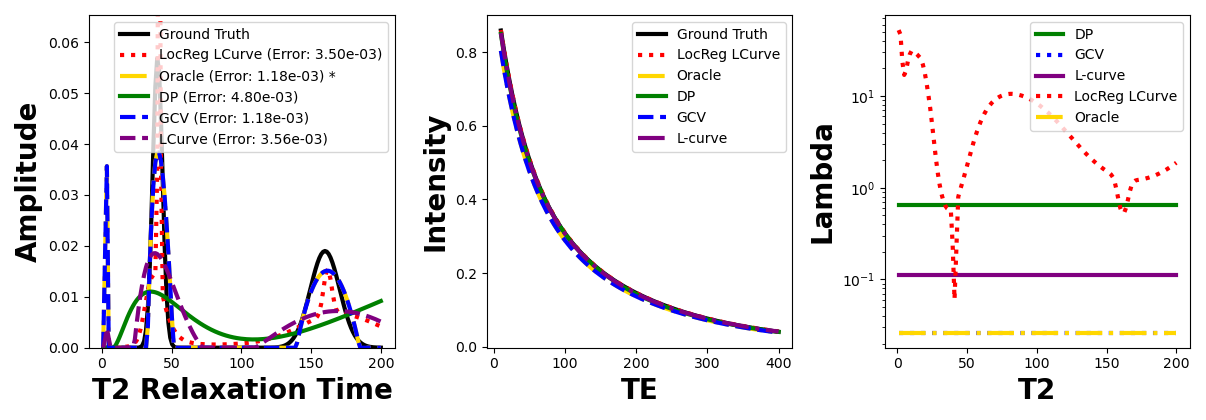 Amplitude
0.06
0.05
0.04
0.03
0.02
0.01
0.00
Ground Truth
LocReg LCurve (Error: 3.50e-03)
Oracle (Error: 1.18e-03) *
DP (Error: 4.80e-03)
GCV (Error: 1.18e-03)
LCurve (Error: 3.56e-03)
0 50 100 150 200
T2 Relaxation Time
Intensity
0.8
0.6
0.4
0.2
0.0
Ground Truth
LocReg LCurve
Oracle
DP
GCV
L-curve
0 100 200 300 400
TE
Lambda
10¹
10⁰
10⁻¹
DP
GCV
L-curve
LocReg LCurve
Oracle
0 50 100 150 200
T2